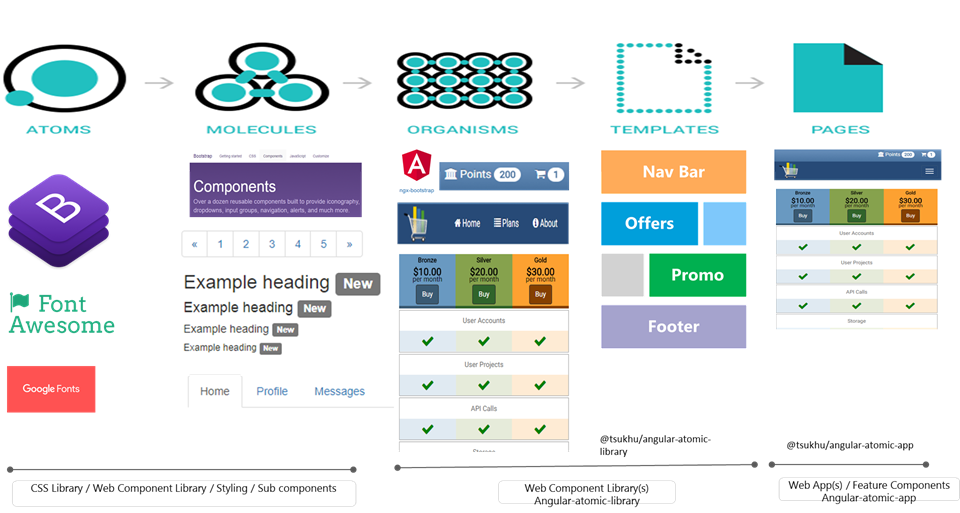 ATOMS
MOLECULES
ORGANISMS
TEMPLATES
PAGES
B
Font
Awesome
Google Fonts
Bootstrap Getting started CSS Components JavaScript Customize
Components
Over a dozen reusable components built to provide iconography,
dropdowns, input groups, navigation, alerts, and much more.
« 1 2 3 4 5 »
Example heading New
Example heading New
Example heading New
Example heading New
Home Profile Messages
A
ngx-bootstrap
Points 200 1
Home Plans About
Bronze Silver Gold
$10.00 $20.00 $30.00
per month per month per month
Buy Buy Buy
User Accounts
User Projects
API Calls
Storage
Nav Bar
Offers
Promo
Footer
Points 200 1
Bronze Silver Gold
$10.00 $20.00 $30.00
per month per month per month
Buy Buy Buy
User Accounts
User Projects
API Calls
Storage
@tsukhu/angular-atomic-
library
@tsukhu/angular-atomic-app
CSS Library / Web Component Library / Styling / Sub components
Web Component Library(s)
Angular-atomic-library
Web App(s) / Feature Components
Angular-atomic-app